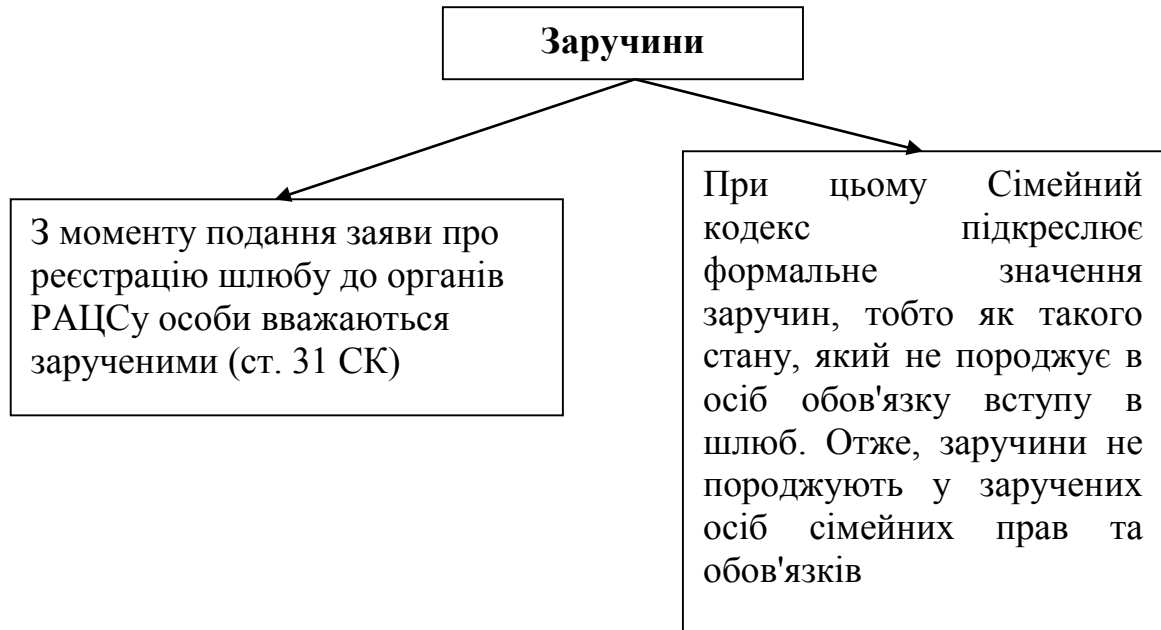 Заручини
З моменту подання заяви про
реєстрацію шлюбу до органів
РАЦСу особи вважаються
зарученими (ст. 31 СК)
При цьому Сімейний
кодекс підкреслює
формальне значення
заручин, тобто як такого
стану, який не породжує в
осіб обов'язку вступу в
шлюб. Отже, заручини не
породжують у заручених
осіб сімейних прав та
обов'язків